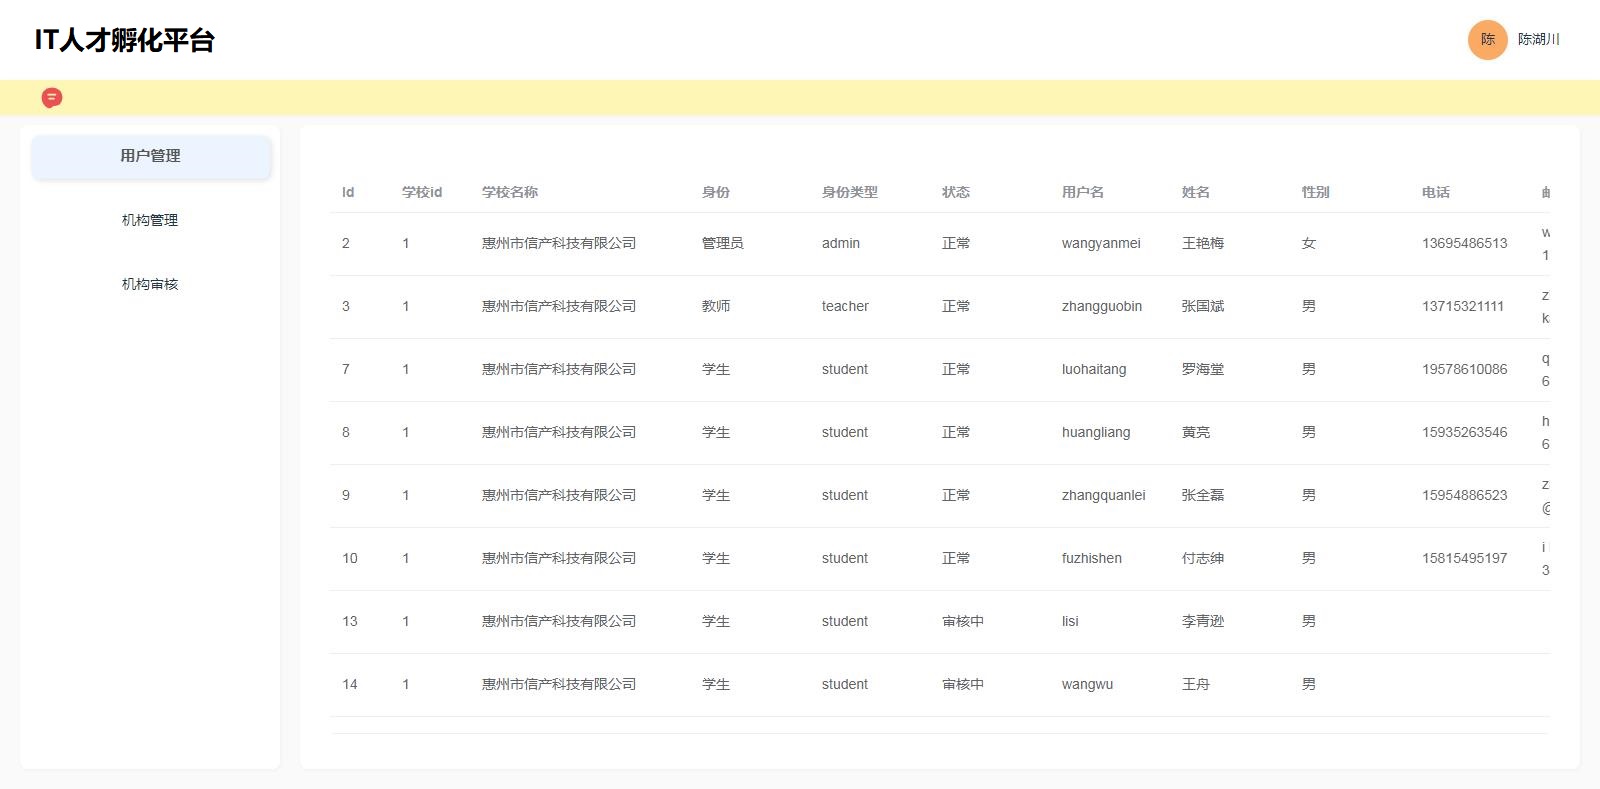 IT人才孵化平台
陈 陈湖川
用户管理
机构管理
机构审核
Id 学校id 学校名称 身份 身份类型 状态 用户名 姓名 性别 电话
2 1 惠州市信产科技有限公司 管理员 admin 正常 wangyanmei 王艳梅 女 13695486513
3 1 惠州市信产科技有限公司 教师 teacher 正常 zhangguobin 张国斌 男 13715321111
7 1 惠州市信产科技有限公司 学生 student 正常 luohaitang 罗海堂 男 19578610086
8 1 惠州市信产科技有限公司 学生 student 正常 huangliang 黄亮 男 15935263546
9 1 惠州市信产科技有限公司 学生 student 正常 zhangquanlei 张全磊 男 15954886523
10 1 惠州市信产科技有限公司 学生 student 正常 fuzhishen 付志绅 男 15815495197
13 1 惠州市信产科技有限公司 学生 student 审核中 lisi 李青逊 男
14 1 惠州市信产科技有限公司 学生 student 审核中 wangwu 王舟 男